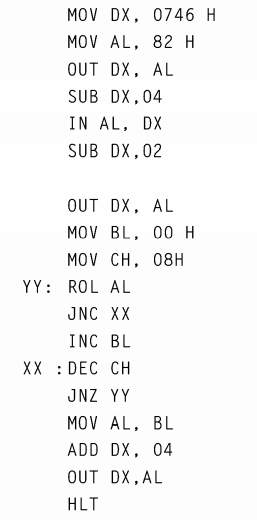 MOV DX, 0746 H
MOV AL, 82 H
OUT DX, AL
SUB DX,04
IN AL, DX
SUB DX,02
OUT DX, AL
MOV BL, 00 H
MOV CH, 08H
YY: ROL AL
JNC XX
INC BL
XX :DEC CH
JNZ YY
MOV AL, BL
ADD DX, 04
OUT DX,AL
HLT